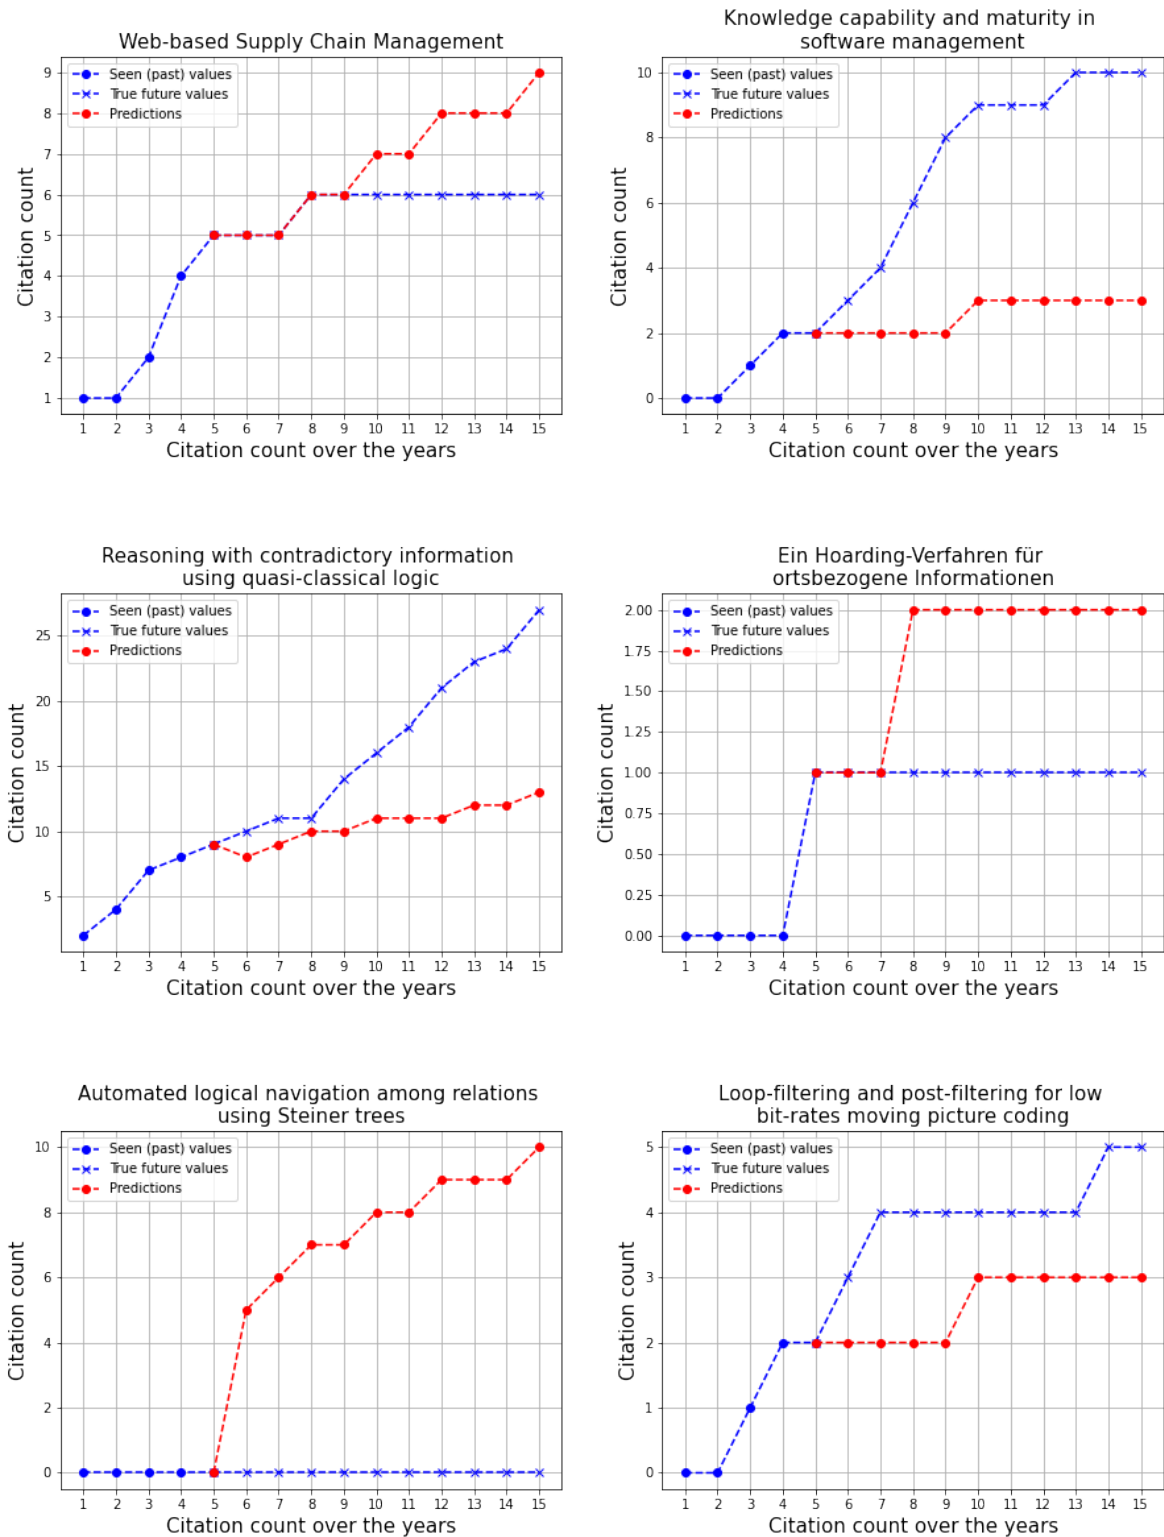 Web-based Supply Chain Management
Seen (past) values
True future values
Predictions
9
8
7
6
5
4
3
2
1
Citation count
1 2 3 4 5 6 7 8 9 10 11 12 13 14 15
Citation count over the years
Knowledge capability and maturity in
software management
Seen (past) values
True future values
Predictions
10
8
6
4
2
0
Citation count
1 2 3 4 5 6 7 8 9 10 11 12 13 14 15
Citation count over the years
Reasoning with contradictory information
using quasi-classical logic
Seen (past) values
True future values
Predictions
25
20
15
10
5
Citation count
1 2 3 4 5 6 7 8 9 10 11 12 13 14 15
Citation count over the years
Ein Hoarding-Verfahren für
ortsbezogene Informationen
Seen (past) values
True future values
Predictions
2.00
1.75
1.50
1.25
1.00
0.75
0.50
0.25
0.00
Citation count
1 2 3 4 5 6 7 8 9 10 11 12 13 14 15
Citation count over the years
Automated logical navigation among relations
using Steiner trees
Seen (past) values
True future values
Predictions
10
8
6
4
2
0
Citation count
1 2 3 4 5 6 7 8 9 10 11 12 13 14 15
Citation count over the years
Loop-filtering and post-filtering for low
bit-rates moving picture coding
Seen (past) values
True future values
Predictions
5
4
3
2
1
0
Citation count
1 2 3 4 5 6 7 8 9 10 11 12 13 14 15
Citation count over the years